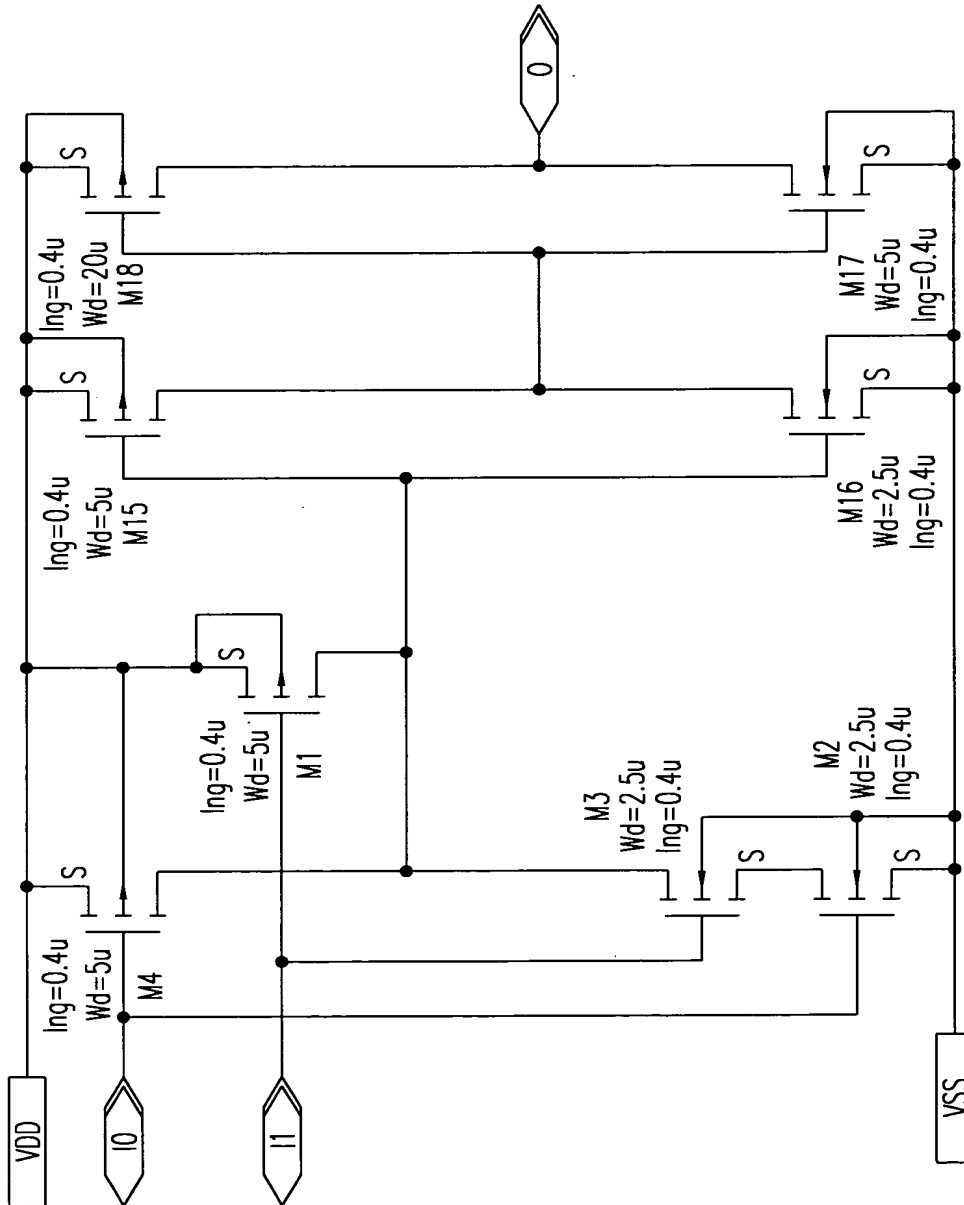 VDD
I0
I1
VSS
lng=0.4u
Wd=5u
M4
S
lng=0.4u
Wd=5u
M1
S
M3
Wd=2.5u
lng=0.4u
S
M2
Wd=2.5u
lng=0.4u
S
lng=0.4u
Wd=5u
M15
S
M16
Wd=2.5u
lng=0.4u
S
lng=0.4u
Wd=20u
M18
S
M17
Wd=5u
lng=0.4u
S
O